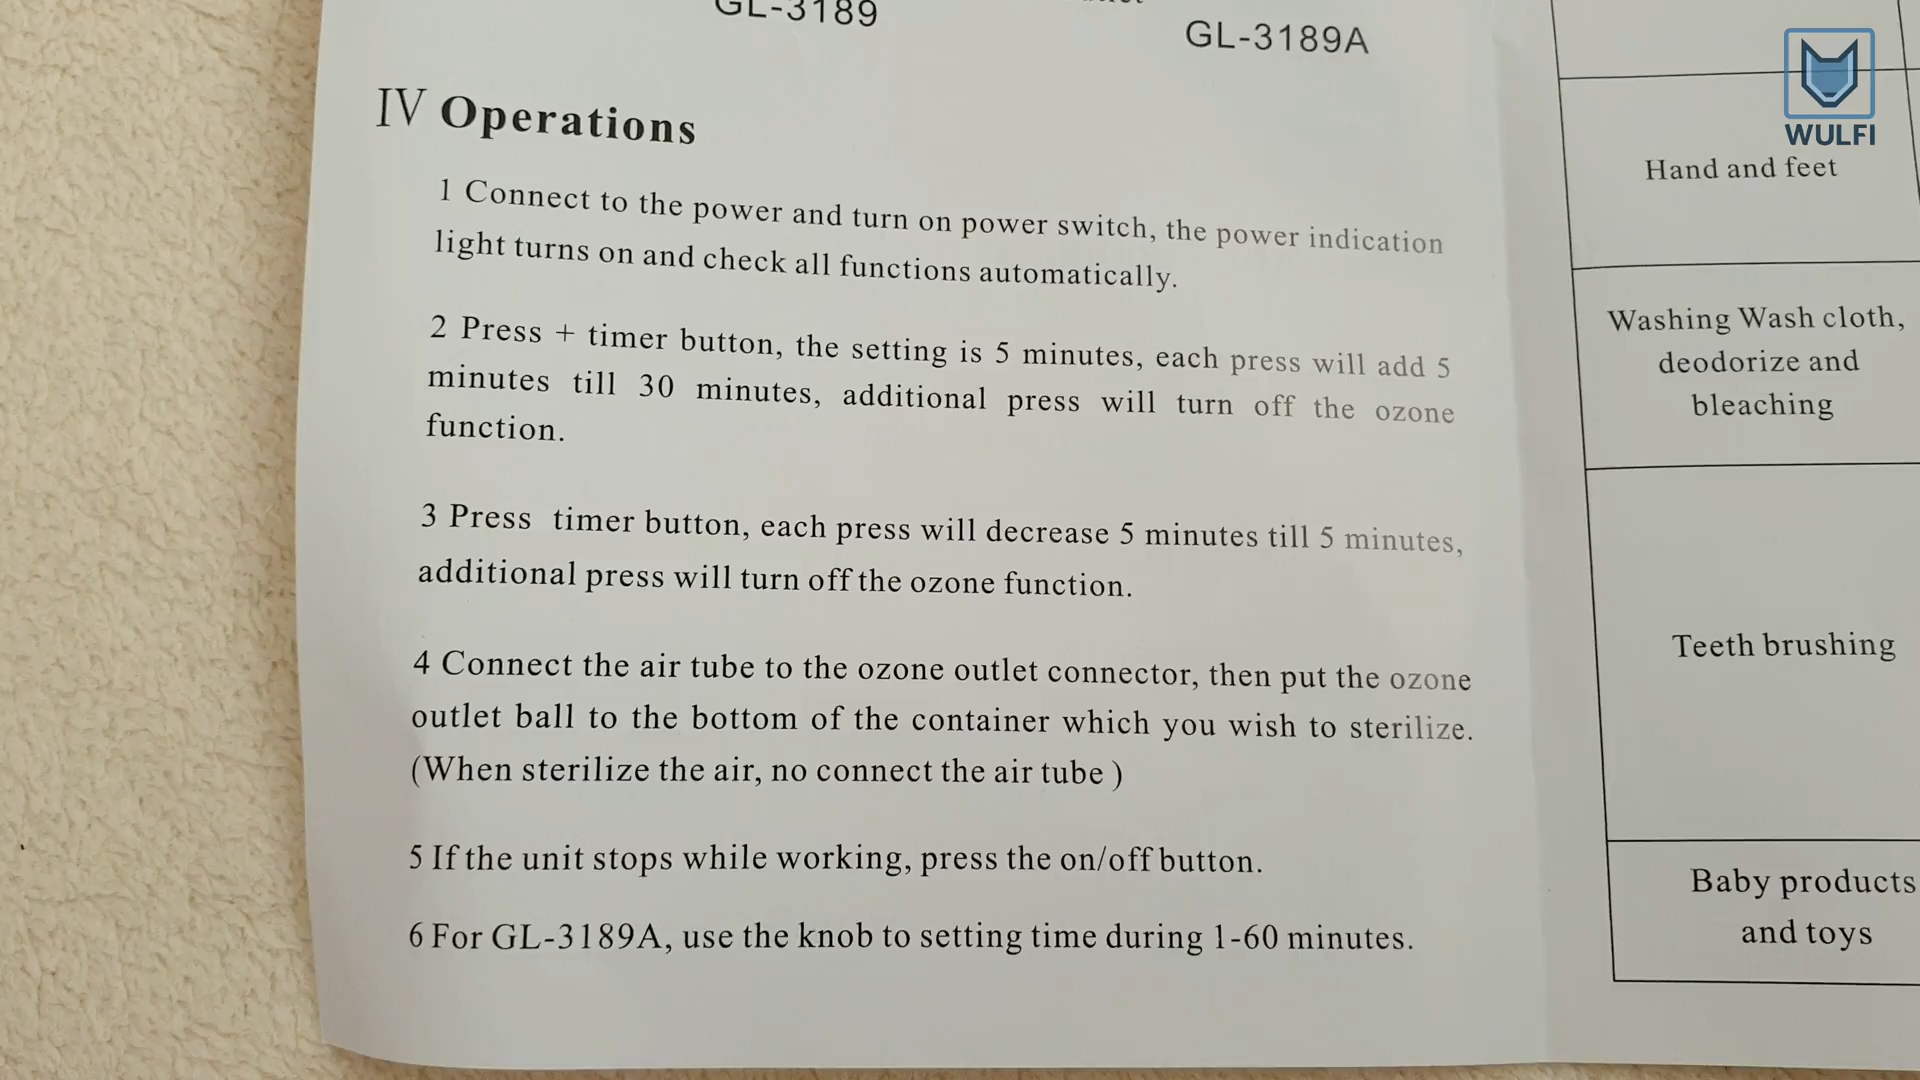 GL-3189
GL-3189A
IV Operations
1 Connect to the power and turn on power switch, the power indication
light turns on and check all functions automatically.
2 Press + timer button, the setting is 5 minutes, each press will add 5
minutes till 30 minutes, additional press will turn off the ozone
function.
3 Press timer button, each press will decrease 5 minutes till 5 minutes,
additional press will turn off the ozone function.
4 Connect the air tube to the ozone outlet connector, then put the ozone
outlet ball to the bottom of the container which you wish to sterilize.
(When sterilize the air, no connect the air tube )
5 If the unit stops while working, press the on/off button.
6 For GL-3189A, use the knob to setting time during 1-60 minutes.
Hand and feet
Washing Wash cloth,
deodorize and
bleaching
Teeth brushing
Baby products
and toys
WULFI